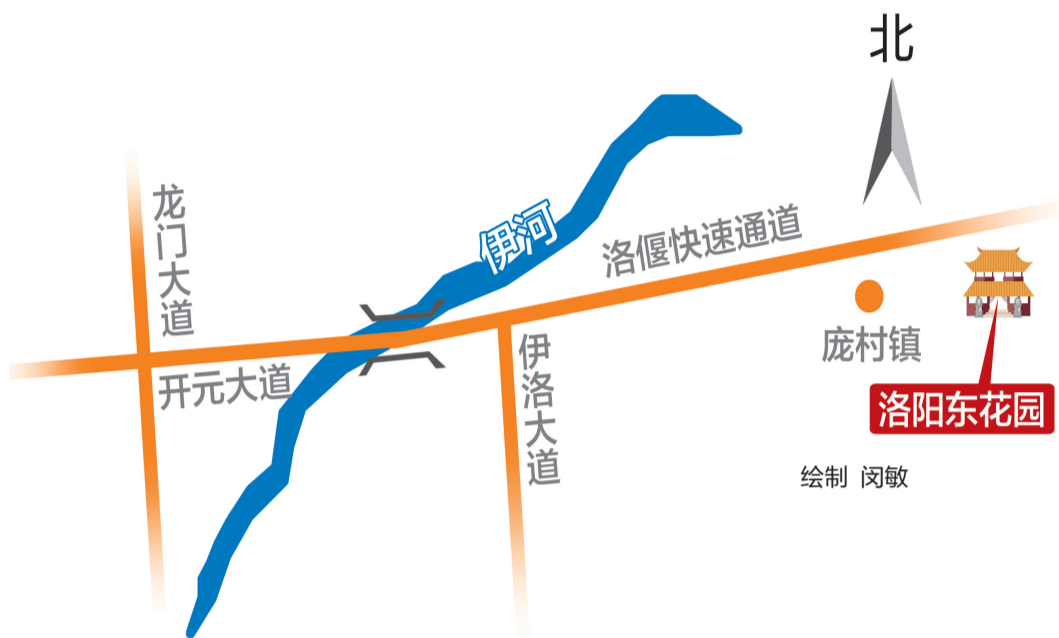 北
龙门大道
伊河
洛偃快速通道
开元大道
伊洛大道
庞村镇
洛阳东花园
绘制 闵敏